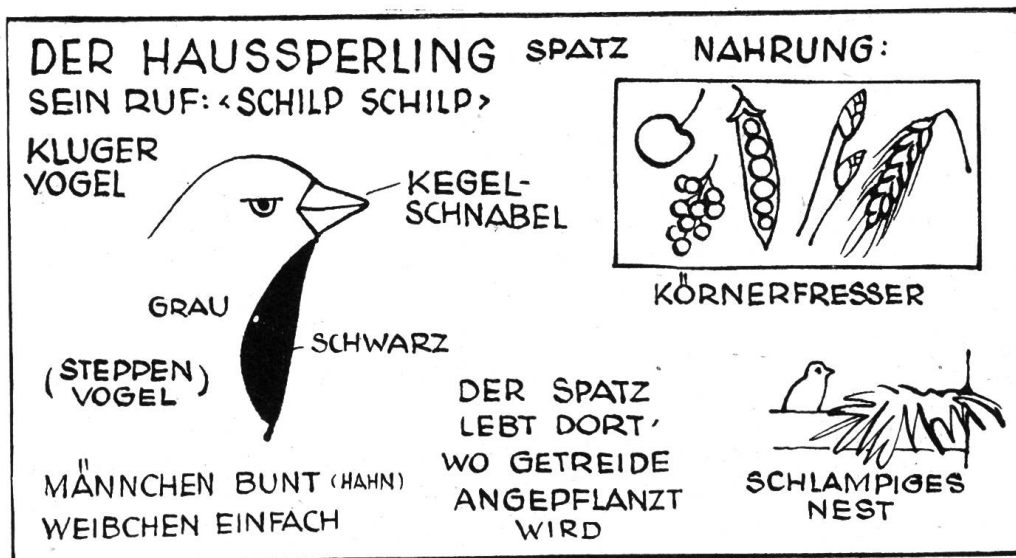 DER HAUSSPERLING SPATZ
SEIN RUF: ‹SCHILP SCHILP›
KLUGER
VOGEL
KEGEL-
SCHNABEL
GRAU
SCHWARZ
(STEPPEN
VOGEL)
MÄNNCHEN BUNT (HAHN)
WEIBCHEN EINFACH
NAHRUNG:
KÖRNERFRESSER
DER SPATZ
LEBT DORT,
WO GETREIDE
ANGEPFLANZT
WIRD
SCHLAMPIGES
NEST